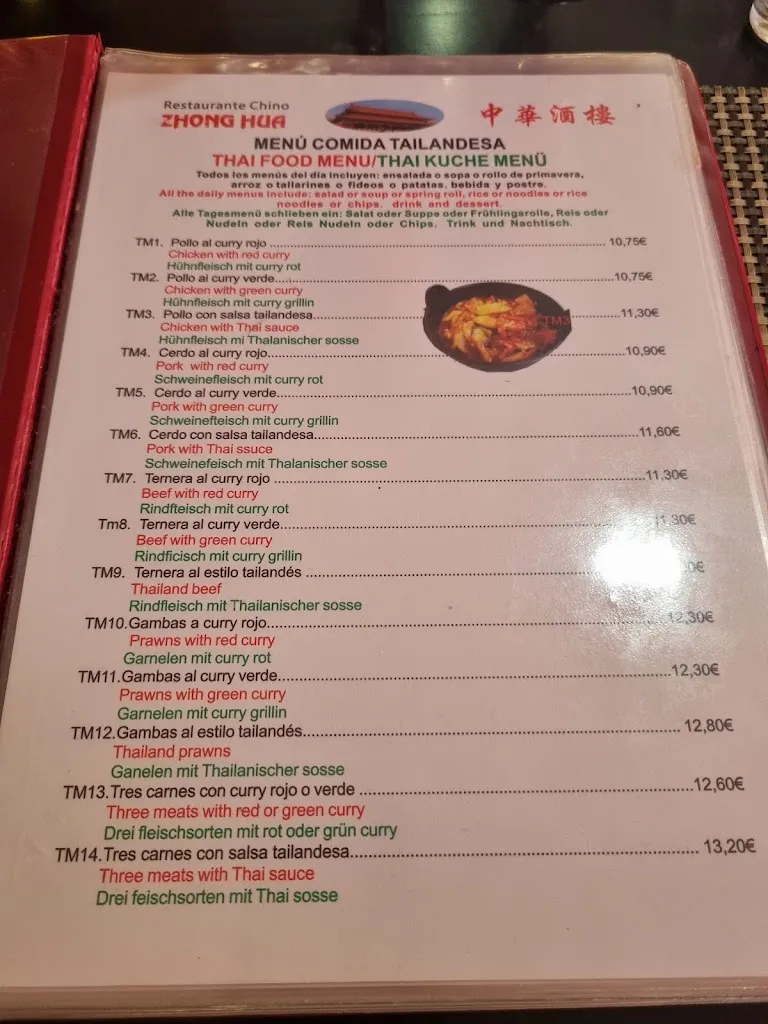 Restaurante Chino
ZHONG HUA
中華酒樓
MENÚ COMIDA TAILANDESA
THAI FOOD MENU/THAI KUCHE MENÜ
Todos los menús del día incluyen: ensalada o sopa o rollo de primavera,
arroz o tallarines o fideos o patatas, bebida y postre.
All the daily menus include: salad or soup or spring roll, rice or noodles or rice
noodles or chips, drink and dessert.
Alle Tagesmenü schlieben ein: Salat oder Suppe oder Frühlingsrolle, Reis oder
Nudeln oder Reis Nudeln oder Chips, Trink und Nachtisch.
TM1. Pollo al curry rojo 10,75€
Chicken with red curry
Hühnfleisch mit curry rot
TM2. Pollo al curry verde 10,75€
Chicken with green curry
Hühnfleisch mit curry grillin
TM3. Pollo con salsa tailandesa 11,30€
Chicken with Thai sauce
Hühnfleisch mi Thalanischer sosse
TM3
TM4. Cerdo al curry rojo 10,90€
Pork with red curry
Schweinefleisch mit curry rot
TM5. Cerdo al curry verde 10,90€
Pork with green curry
Schweinefteisch mit curry grillin
TM6. Cerdo con salsa tailandesa 11,60€
Pork with Thai ssuce
Schweinefeisch mit Thalanischer sosse
TM7. Ternera al curry rojo 11,30€
Beef with red curry
Rindfteisch mit curry rot
Tm8. Ternera al curry verde 11,30€
Beef with green curry
Rindficisch mit curry grillin
TM9. Ternera al estilo tailandés
Thailand beef
Rindfleisch mit Thailanischer sosse
TM10.Gambas a curry rojo 12,30€
Prawns with red curry
Garnelen mit curry rot
TM11.Gambas al curry verde 12,30€
Prawns with green curry
Garnelen mit curry grillin
TM12.Gambas al estilo tailandés 12,80€
Thailand prawns
Ganelen mit Thailanischer sosse
TM13.Tres carnes con curry rojo o verde 12,60€
Three meats with red or green curry
Drei fleischsorten mit rot oder grün curry
TM14.Tres carnes con salsa tailandesa 13,20€
Three meats with Thai sauce
Drei feischsorten mit Thai sosse